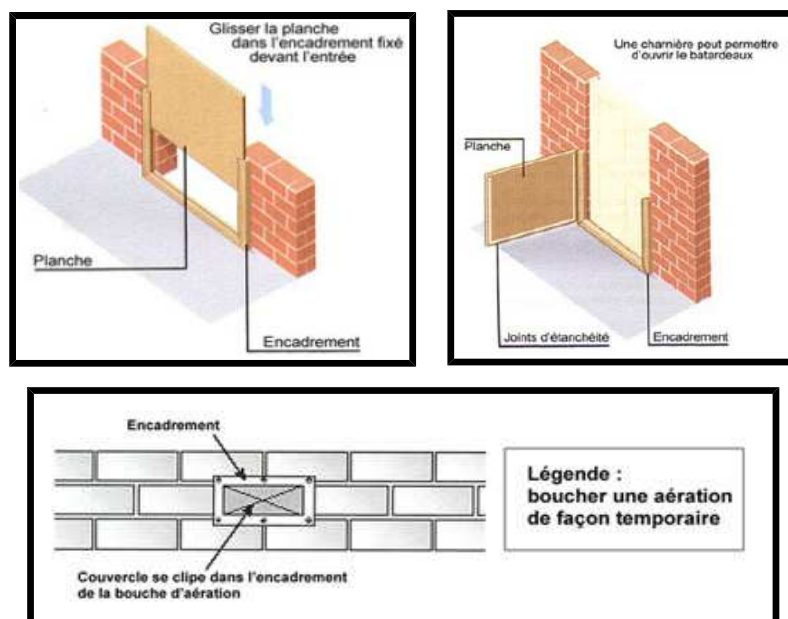 Glisser la planche
dans l'encadrement fixé
devant l'entrée
Planche
Encadrement
Une charnière peut permettre
d'ouvrir le batardeaux
Planche
Joints d'étanchéité
Encadrement
Encadrement
Couvercle se clipe dans l'encadrement
de la bouche d'aération
Légende :
boucher une aération
de façon temporaire